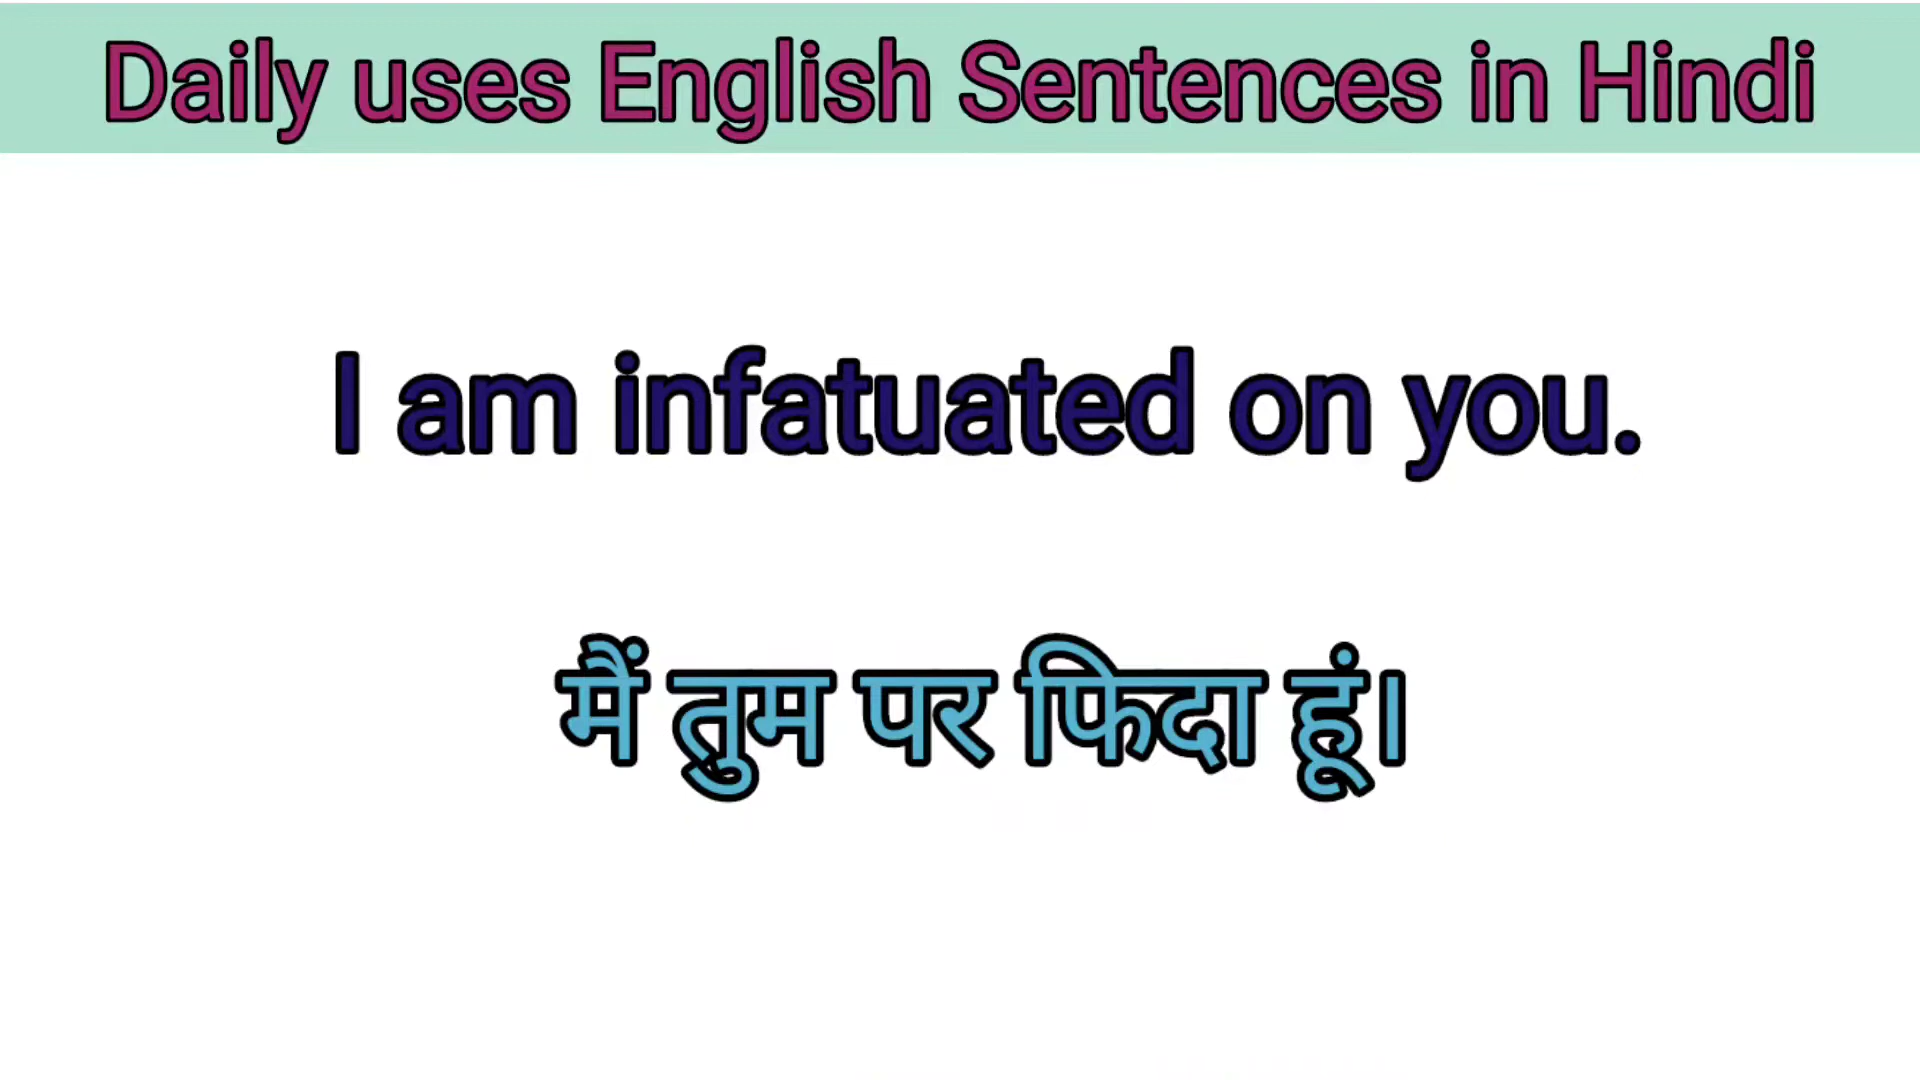 Daily uses English Sentences in Hindi
I am infatuated on you.
मैं तुम पर फिदा हूं।